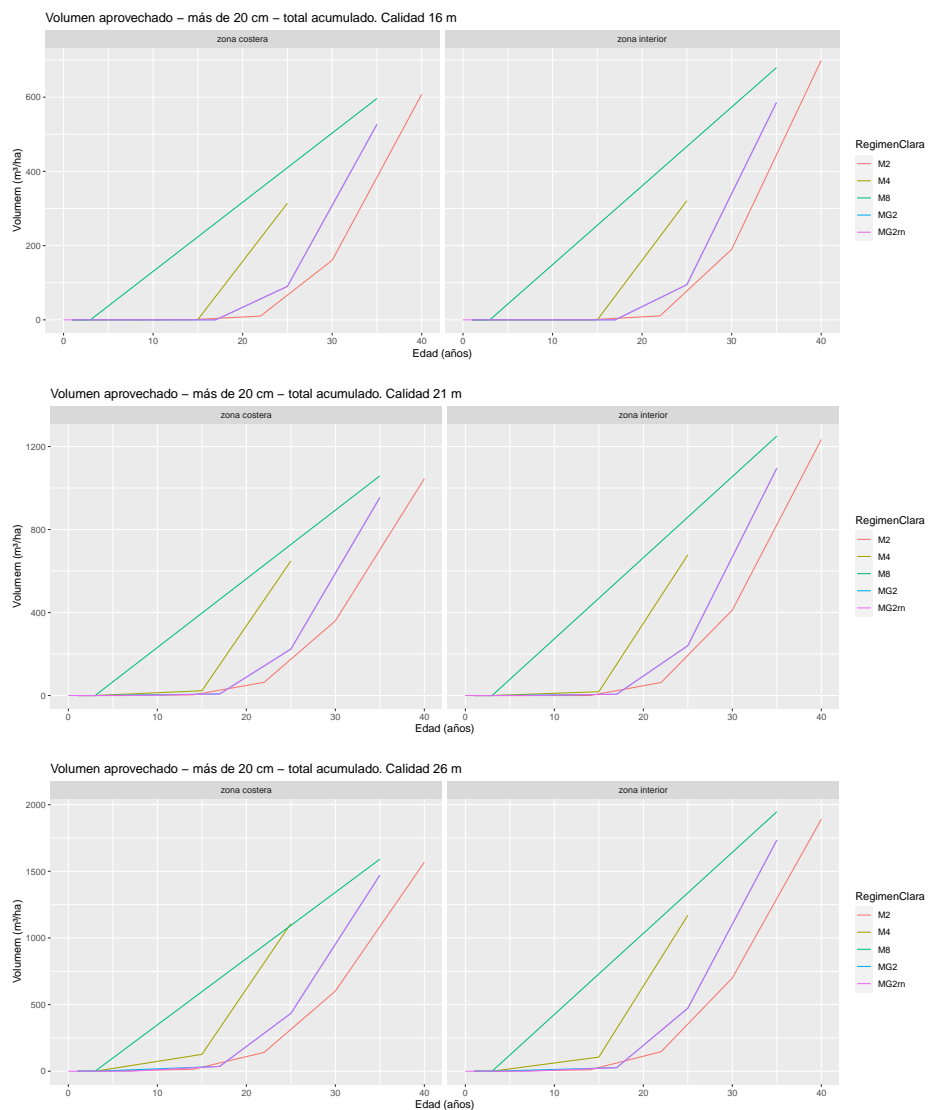 Volumen aprovechado – más de 20 cm – total acumulado. Calidad 16 m
zona costera
zona interior
600
400
200
0
Volumem (m³/ha)
0 10 20 30 40
0 10 20 30 40
Edad (años)
RegimenClara
M2
M4
M8
MG2
MG2rn
Volumen aprovechado – más de 20 cm – total acumulado. Calidad 21 m
zona costera
zona interior
1200
800
400
0
Volumem (m³/ha)
0 10 20 30 40
0 10 20 30 40
Edad (años)
RegimenClara
M2
M4
M8
MG2
MG2rn
Volumen aprovechado – más de 20 cm – total acumulado. Calidad 26 m
zona costera
zona interior
2000
1500
1000
500
0
Volumem (m³/ha)
0 10 20 30 40
0 10 20 30 40
Edad (años)
RegimenClara
M2
M4
M8
MG2
MG2rn